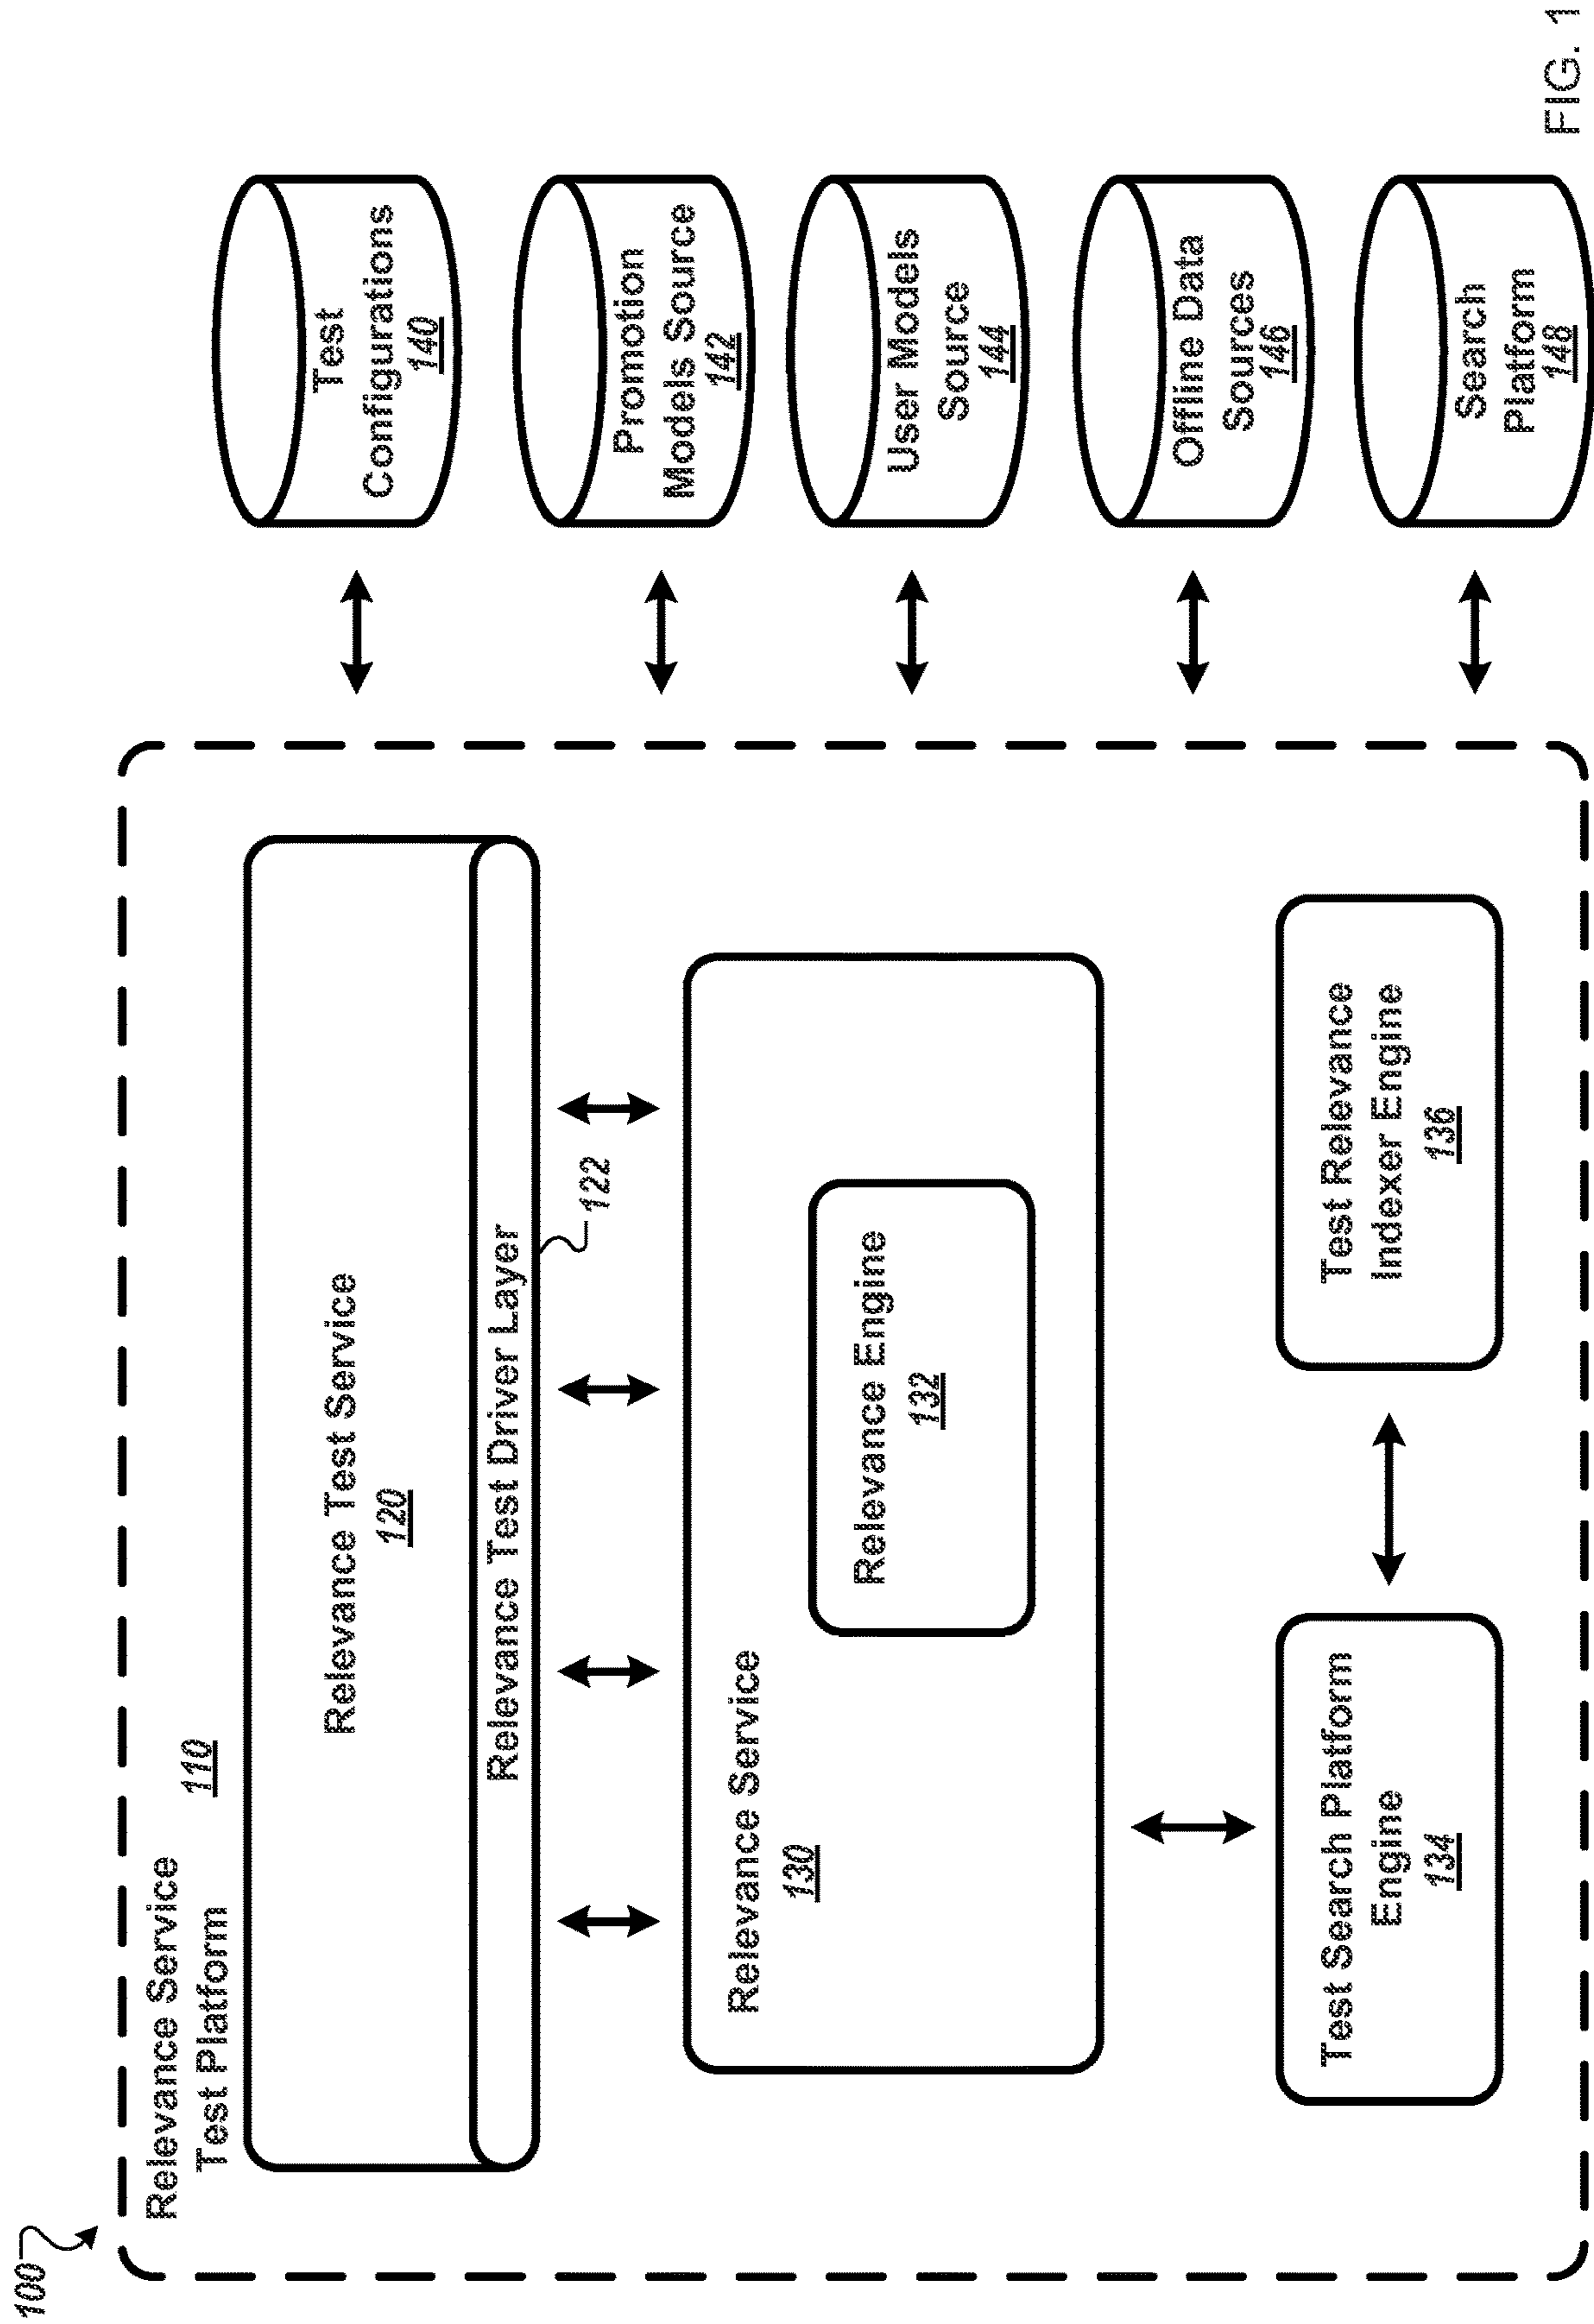 100
Relevance Service
Test Platform
110
Relevance Test Service
120
Relevance Test Driver Layer
122
Relevance Service
130
Relevance Engine
132
Test Search Platform
Engine
134
Test Relevance
Indexer Engine
136
Test
Configurations
140
Promotion
Models Source
142
User Models
Source
144
Offline Data
Sources
146
Search
Platform
148
FIG. 1